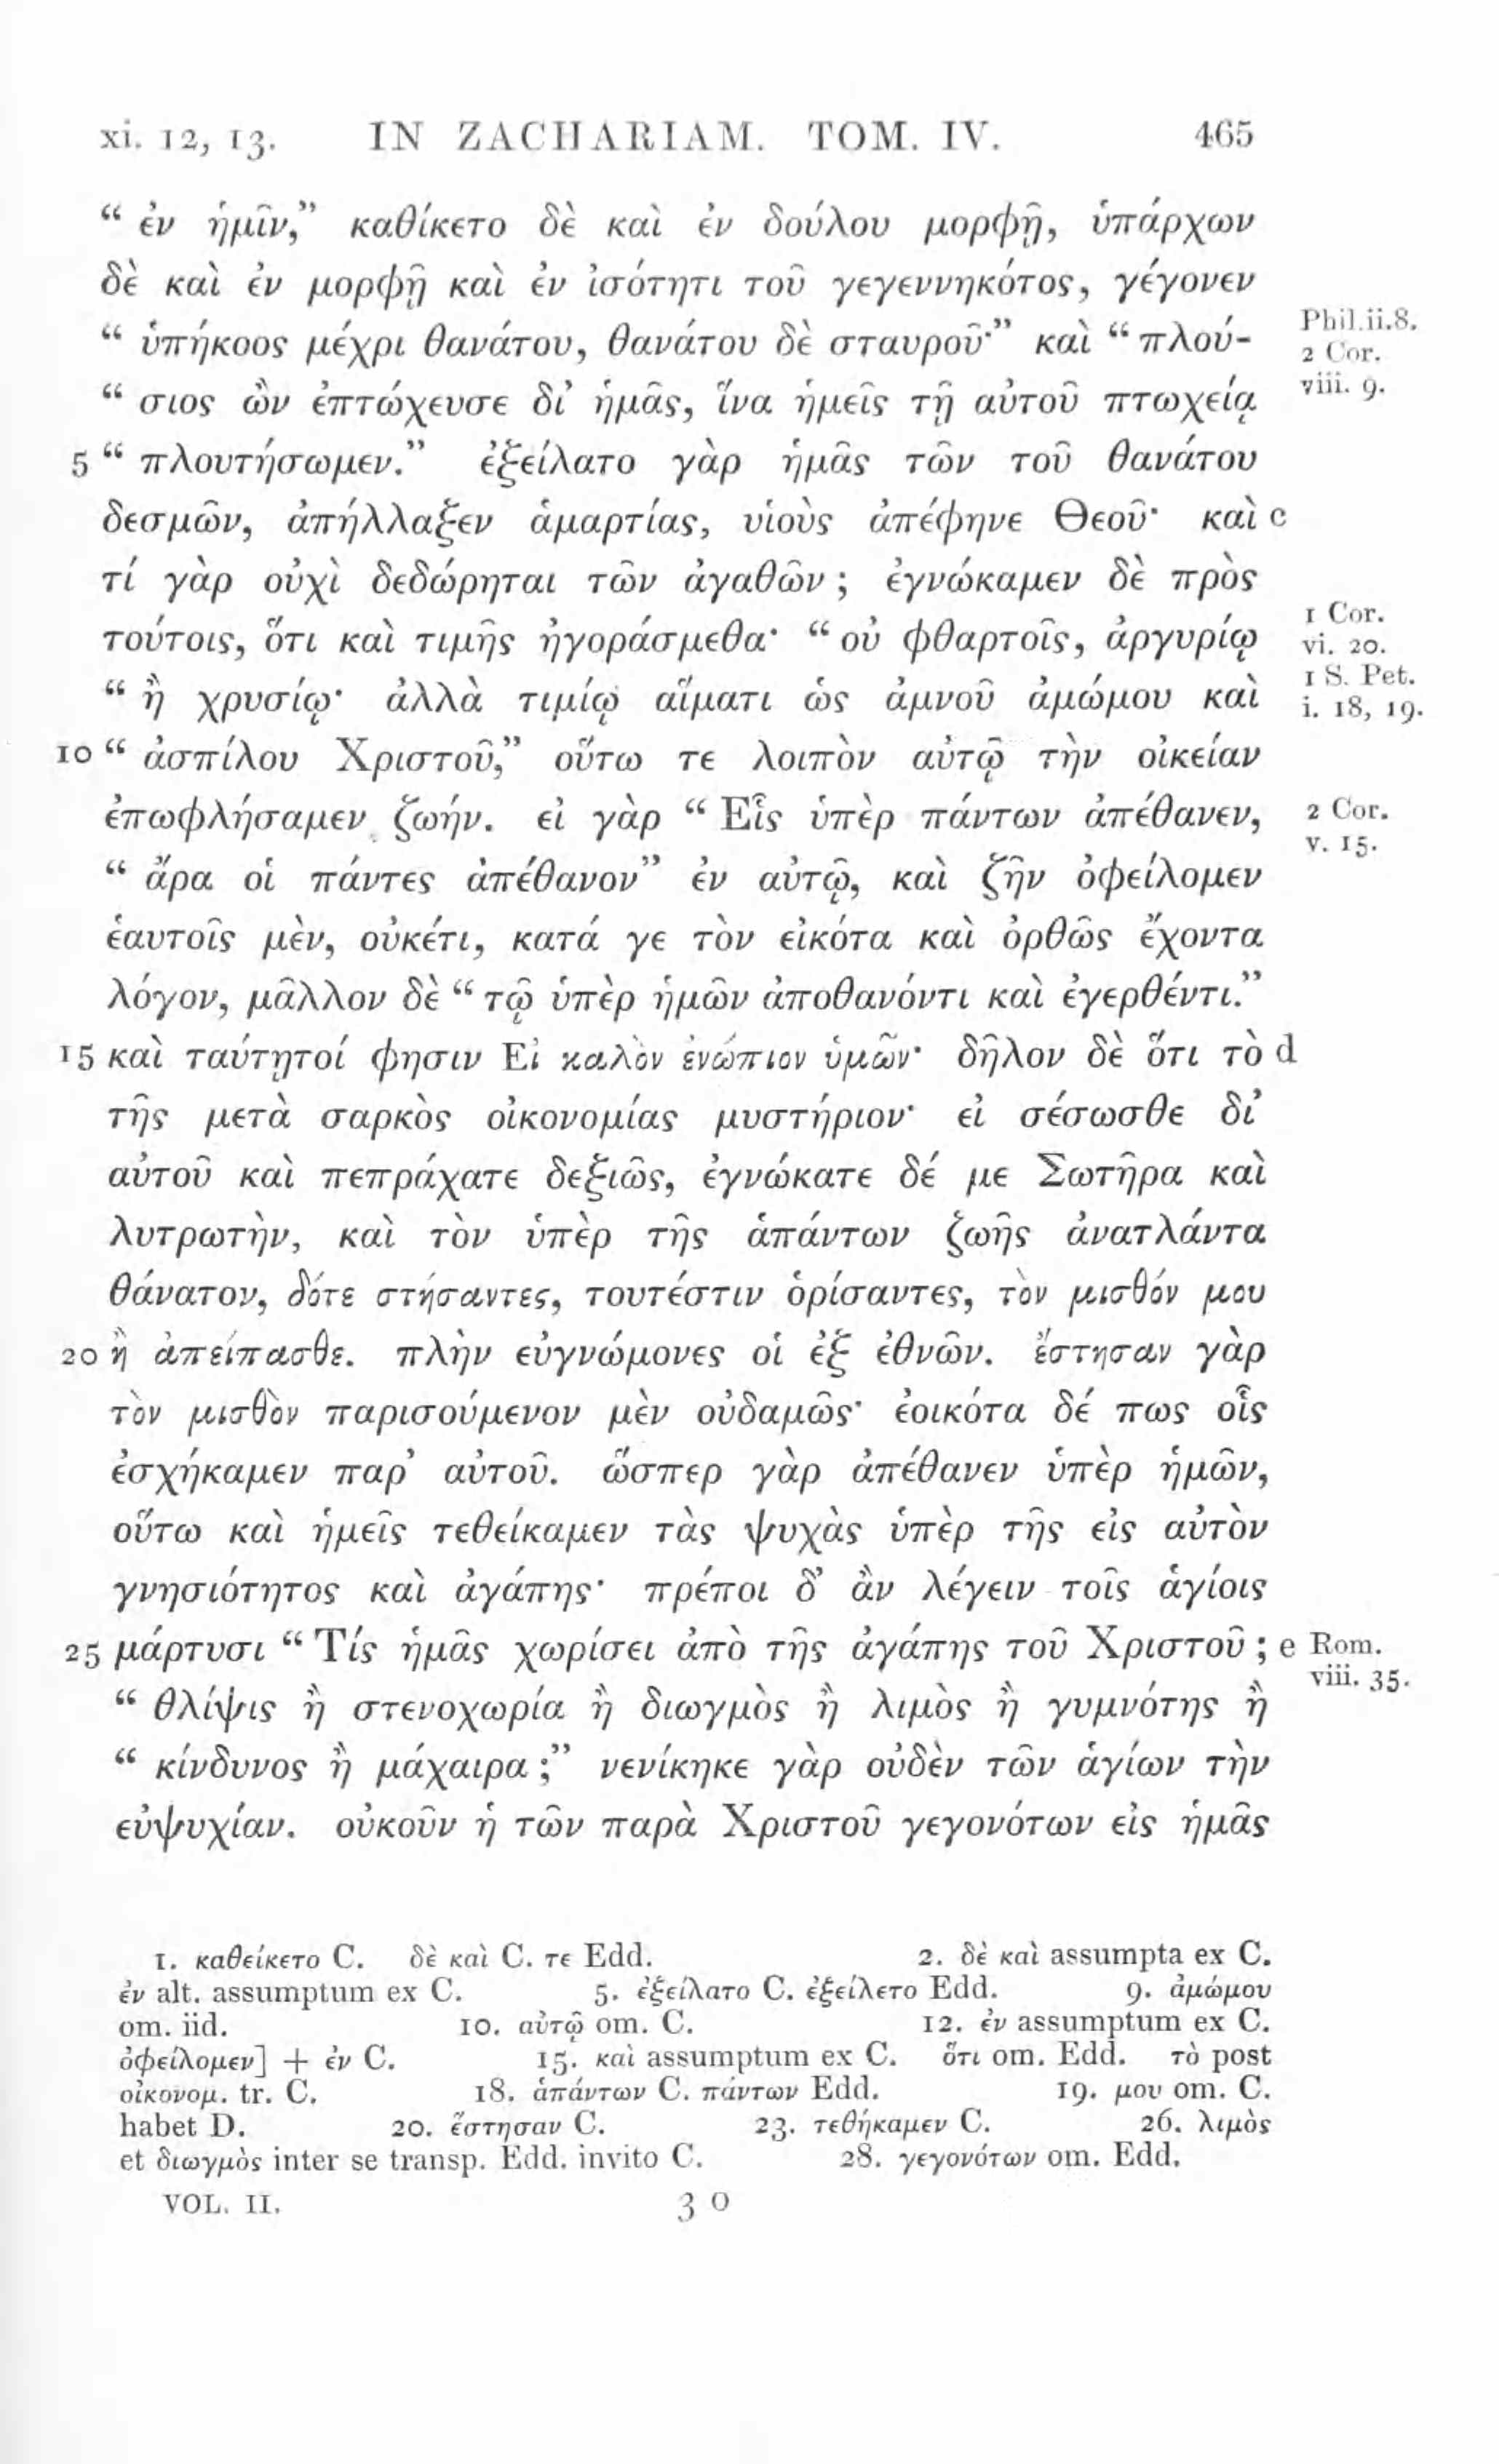 xi. 12, 13. IN ZACHARIAM. TOM. IV. 465
“ ἐν ἡμῖν,” καθίκετο δὲ καὶ ἐν δούλου μορφῇ, ὑπάρχων
δὲ καὶ ἐν μορφῇ καὶ ἐν ἰσότητι τοῦ γεγεννηκότος, γέγονεν
“ ὑπήκοος μέχρι θανάτου, θανάτου δὲ σταυροῦ·” καὶ “ πλού- Phil.ii.8.
2 Cor.
“ σιος ὢν ἐπτώχευσε δι’ ἡμᾶς, ἵνα ἡμεῖς τῇ αὐτοῦ πτωχείᾳ viii. 9.
5 “ πλουτήσωμεν.” ἐξείλατο γὰρ ἡμᾶς τῶν τοῦ θανάτου
δεσμῶν, ἀπήλλαξεν ἁμαρτίας, υἱοὺς ἀπέφηνε Θεοῦ· καὶ c
τί γὰρ οὐχὶ δεδώρηται τῶν ἀγαθῶν ; ἐγνώκαμεν δὲ πρὸς
1 Cor.
τούτοις, ὅτι καὶ τιμῆς ἠγοράσμεθα· “ οὐ φθαρτοῖς, ἀργυρίῳ vi. 20.
1 S. Pet.
“ ἢ χρυσίῳ· ἀλλὰ τιμίῳ αἵματι ὡς ἀμνοῦ ἀμώμου καὶ i. 18, 19.
10 “ ἀσπίλου Χριστοῦ,” οὕτω τε λοιπὸν αὐτῷ τὴν οἰκείαν
ἐπωφλήσαμεν ζωήν. εἰ γὰρ “ Εἷς ὑπὲρ πάντων ἀπέθανεν, 2 Cor.
v. 15.
“ ἄρα οἱ πάντες ἀπέθανον” ἐν αὐτῷ, καὶ ζῆν ὀφείλομεν
ἑαυτοῖς μὲν, οὐκέτι, κατά γε τὸν εἰκότα καὶ ὀρθῶς ἔχοντα
λόγον, μᾶλλον δὲ “ τῷ ὑπὲρ ἡμῶν ἀποθανόντι καὶ ἐγερθέντι.”
15 καὶ ταύτῃτοί φησιν Εἰ καλὸν ἐνώπιον ὑμῶν· δῆλον δὲ ὅτι τὸ d
τῆς μετὰ σαρκὸς οἰκονομίας μυστήριον· εἰ σέσωσθε δι’
αὐτοῦ καὶ πεπράχατε δεξιῶς, ἐγνώκατε δέ με Σωτῆρα καὶ
λυτρωτὴν, καὶ τὸν ὑπὲρ τῆς ἁπάντων ζωῆς ἀνατλάντα
θάνατον, δότε στήσαντες, τουτέστιν ὁρίσαντες, τὸν μισθόν μου
20 ἢ ἀπείπασθε. πλὴν εὐγνώμονες οἱ ἐξ ἐθνῶν. ἔστησαν γὰρ
τὸν μισθὸν παρισούμενον μὲν οὐδαμῶς· ἐοικότα δέ πως οἷς
ἐσχήκαμεν παρ’ αὐτοῦ. ὥσπερ γὰρ ἀπέθανεν ὑπὲρ ἡμῶν,
οὕτω καὶ ἡμεῖς τεθείκαμεν τὰς ψυχὰς ὑπὲρ τῆς εἰς αὐτὸν
γνησιότητος καὶ ἀγάπης· πρέποι δ’ ἂν λέγειν τοῖς ἁγίοις
25 μάρτυσι “ Τίς ἡμᾶς χωρίσει ἀπὸ τῆς ἀγάπης τοῦ Χριστοῦ ; e Rom.
viii. 35.
“ θλίψις ἢ στενοχωρία ἢ διωγμὸς ἢ λιμὸς ἢ γυμνότης ἢ
“ κίνδυνος ἢ μάχαιρα ;” νενίκηκε γὰρ οὐδὲν τῶν ἁγίων τὴν
εὐψυχίαν. οὐκοῦν ἡ τῶν παρὰ Χριστοῦ γεγονότων εἰς ἡμᾶς
1. καθείκετο C. δὲ καὶ C. τε Edd. 2. δὲ καὶ assumpta ex C.
ἐν alt. assumptum ex C. 5. ἐξείλατο C. ἐξείλετο Edd. 9. ἀμώμου
om. iid. 10. αὐτῷ om. C. 12. ἐν assumptum ex C.
ὀφείλομεν] + ἐν C. 15. καὶ assumptum ex C. ὅτι om. Edd. τὸ post
οἰκονομ. tr. C. 18. ἁπάντων C. πάντων Edd. 19. μου om. C.
habet D. 20. ἕστησαν C. 23. τεθήκαμεν C. 26. λιμὸς
et διωγμὸς inter se transp. Edd. invito C. 28. γεγονότων om. Edd.
VOL. II. 3 O